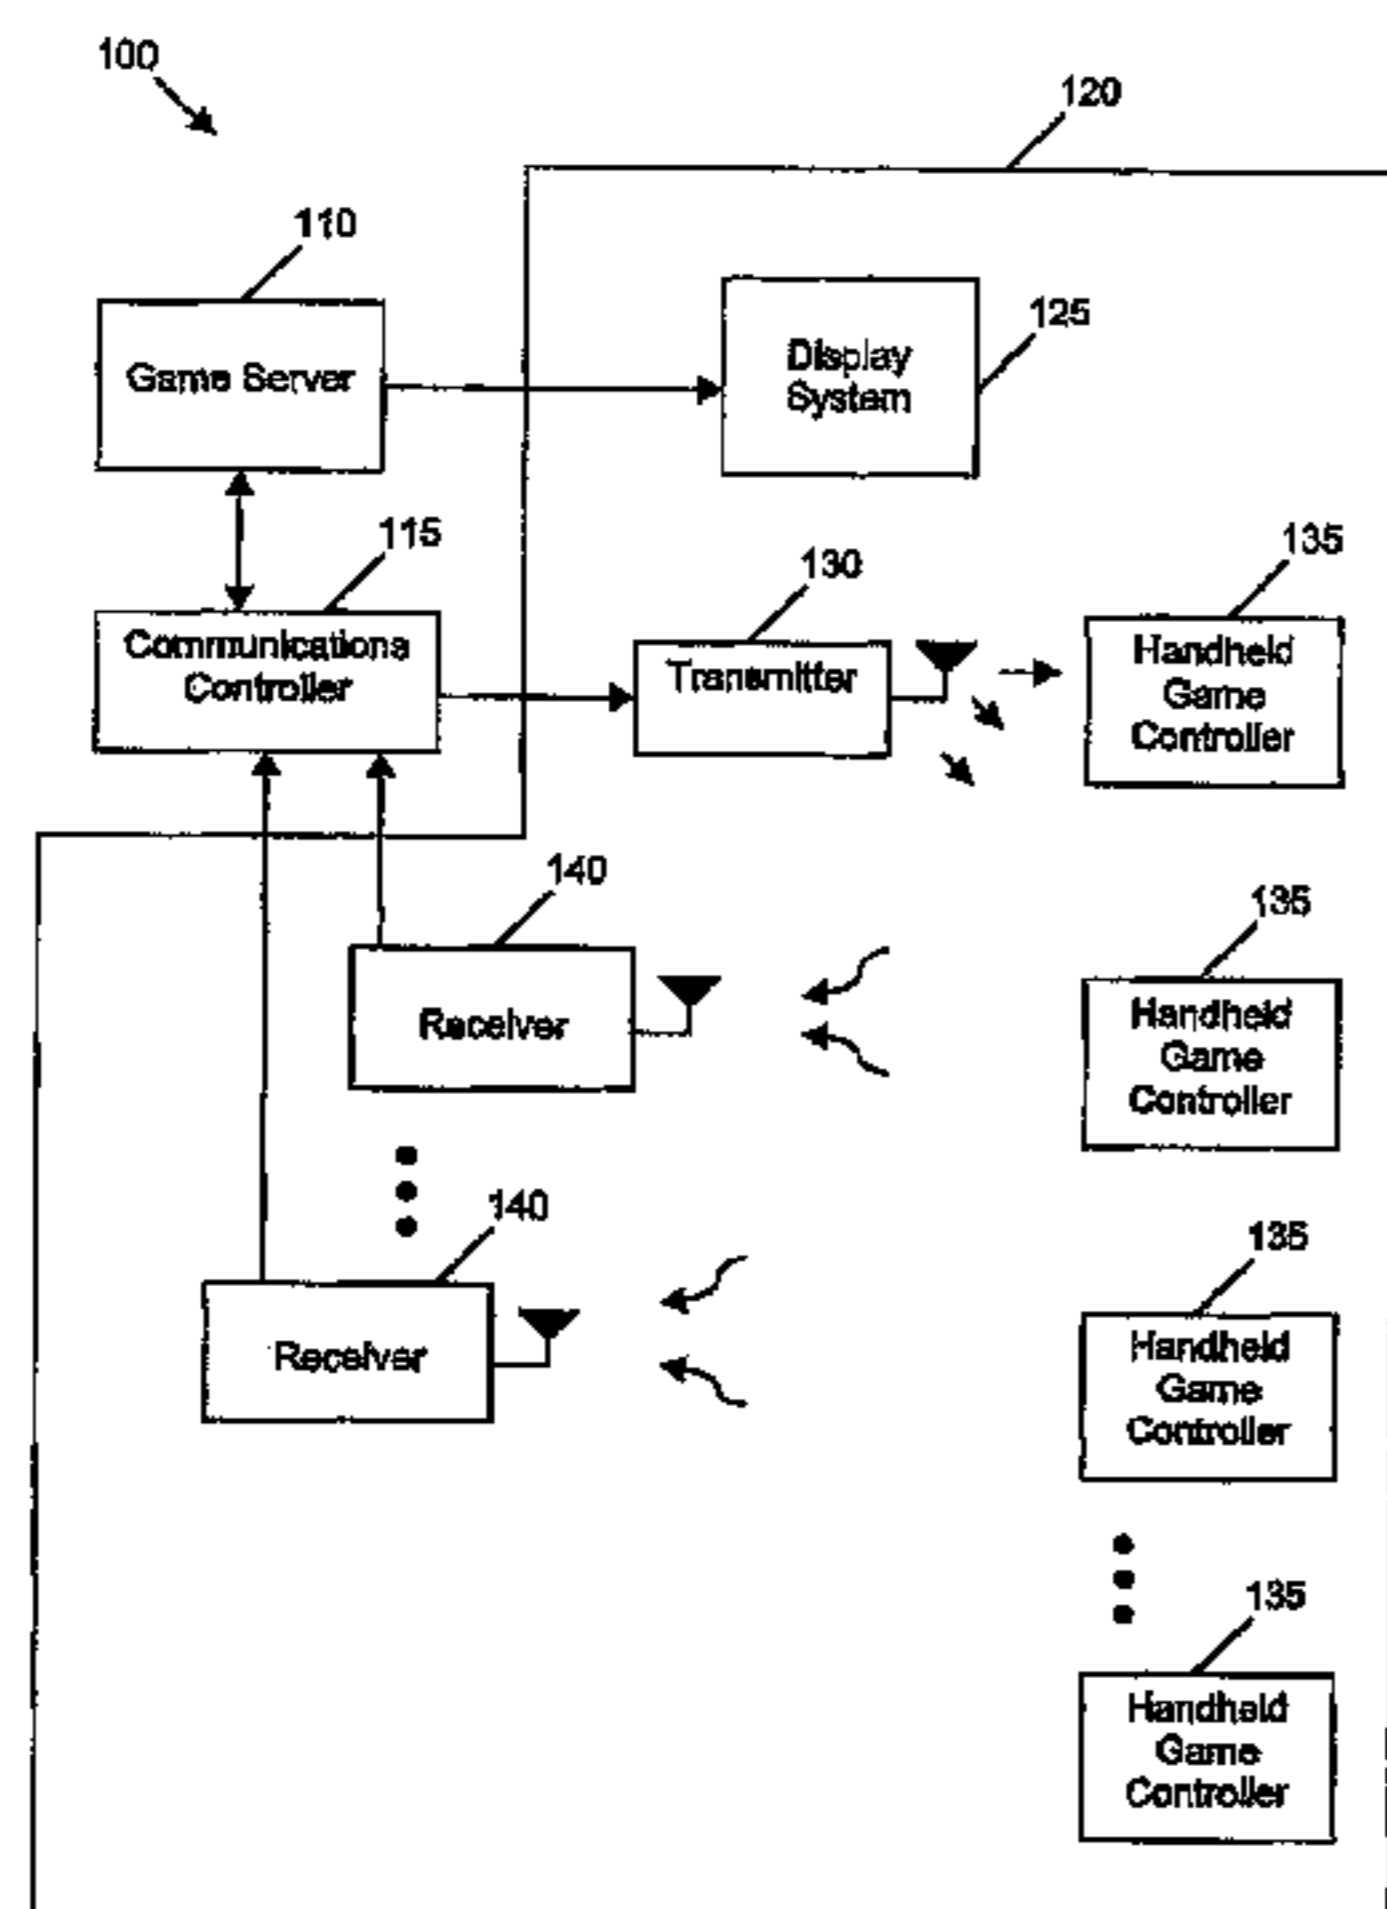 100
120
110
125
Game Server
Display
System
115
130
135
Communications
Controller
Transmitter
Handheld
Game
Controller
140
135
Receiver
Handheld
Game
Controller
140
135
Receiver
Handheld
Game
Controller
135
Handheld
Game
Controller